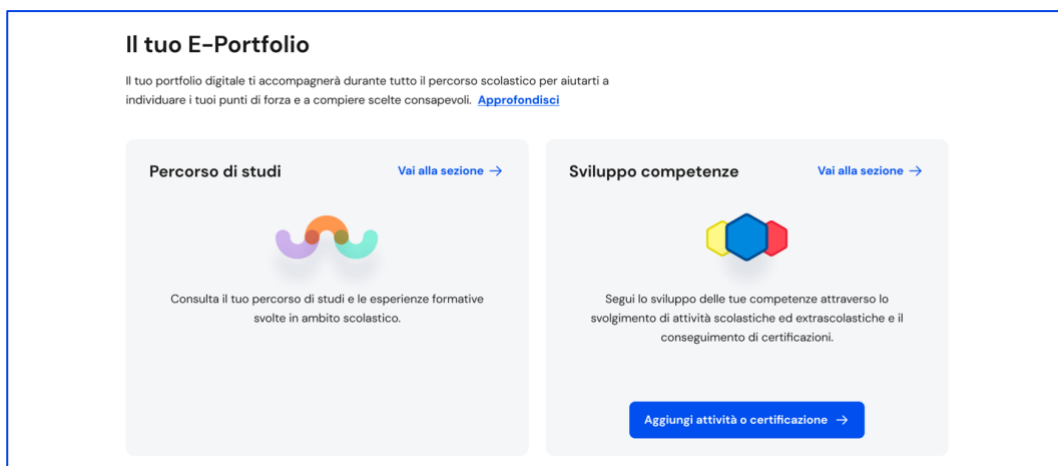 Il tuo E-Portfolio
Il tuo portfolio digitale ti accompagnerà durante tutto il percorso scolastico per aiutarti a
individuare i tuoi punti di forza e a compiere scelte consapevoli. Approfondisci
Percorso di studi
Vai alla sezione →
Consulta il tuo percorso di studi e le esperienze formative
svolte in ambito scolastico.
Sviluppo competenze
Vai alla sezione →
Segui lo sviluppo delle tue competenze attraverso lo
svolgimento di attività scolastiche ed extrascolastiche e il
conseguimento di certificazioni.
Aggiungi attività o certificazione →